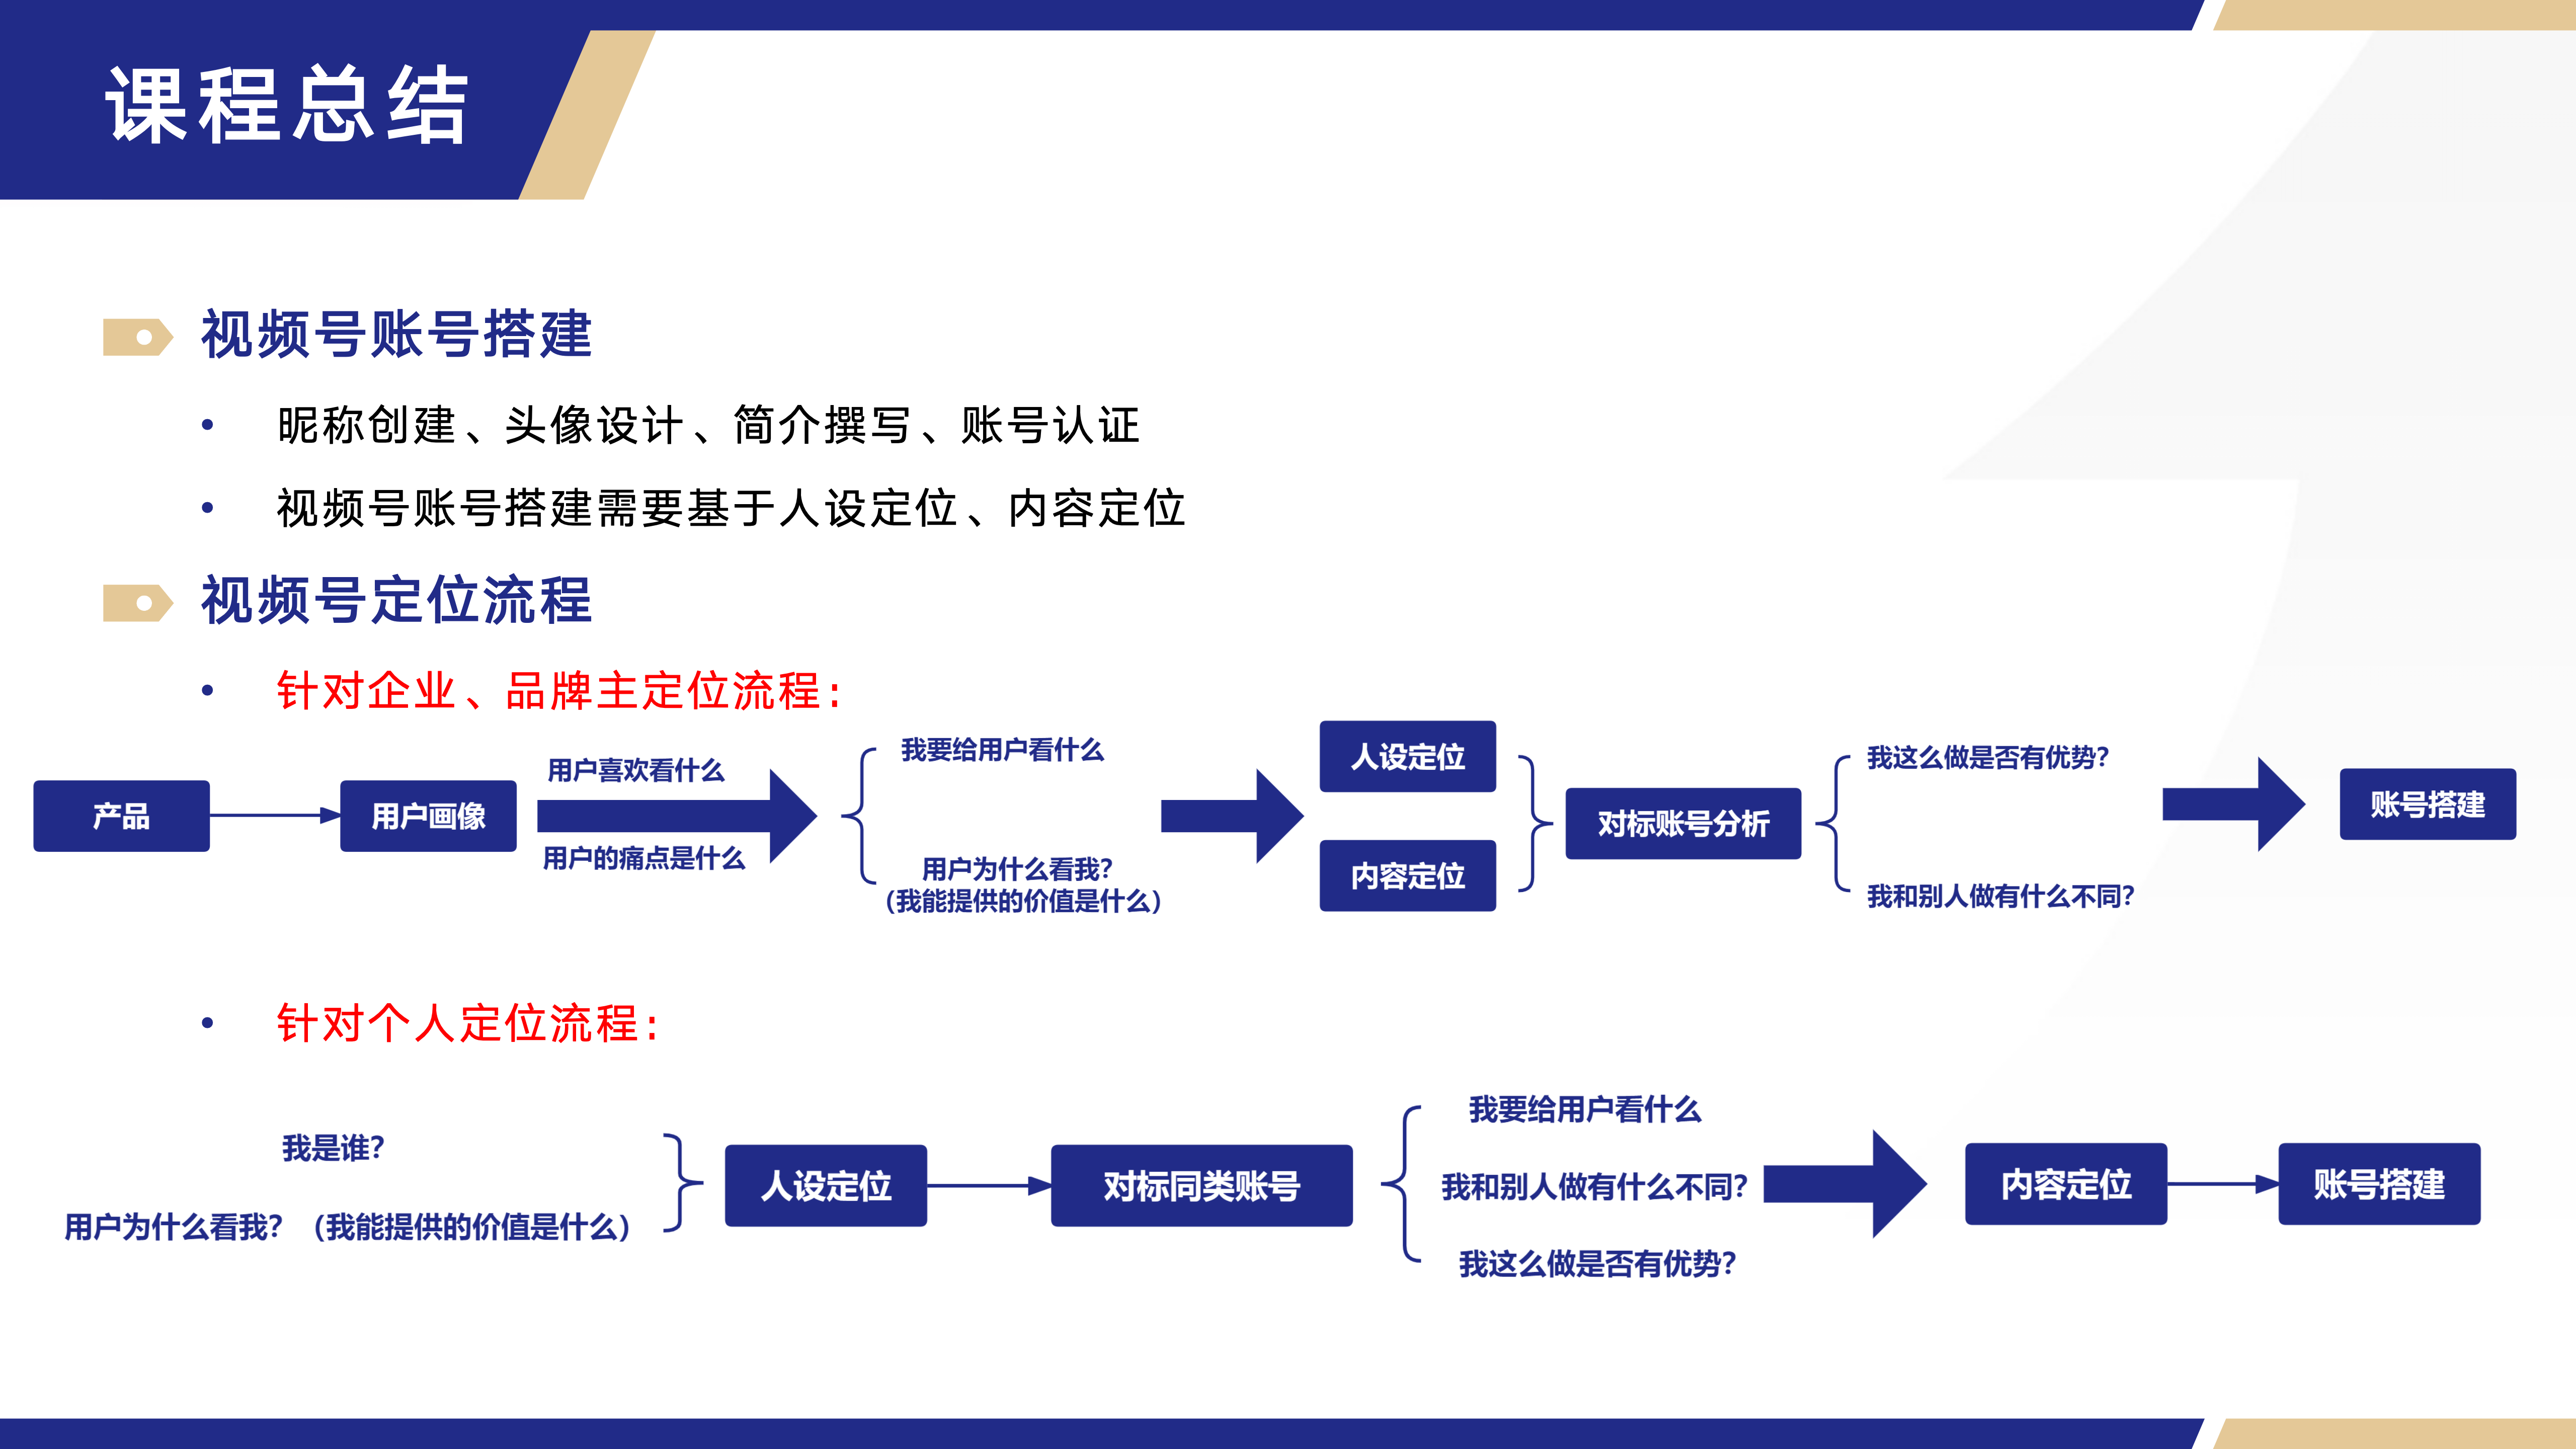 课程总结
视频号账号搭建
• 昵称创建、头像设计、简介撰写、账号认证
• 视频号账号搭建需要基于人设定位、内容定位
视频号定位流程
• 针对企业、品牌主定位流程：
产品
用户画像
用户喜欢看什么
用户的痛点是什么
我要给用户看什么
用户为什么看我？
（我能提供的价值是什么）
人设定位
内容定位
对标账号分析
我这么做是否有优势？
我和别人做有什么不同？
账号搭建
• 针对个人定位流程：
我是谁？
用户为什么看我？（我能提供的价值是什么）
人设定位
对标同类账号
我要给用户看什么
我和别人做有什么不同？
我这么做是否有优势？
内容定位
账号搭建